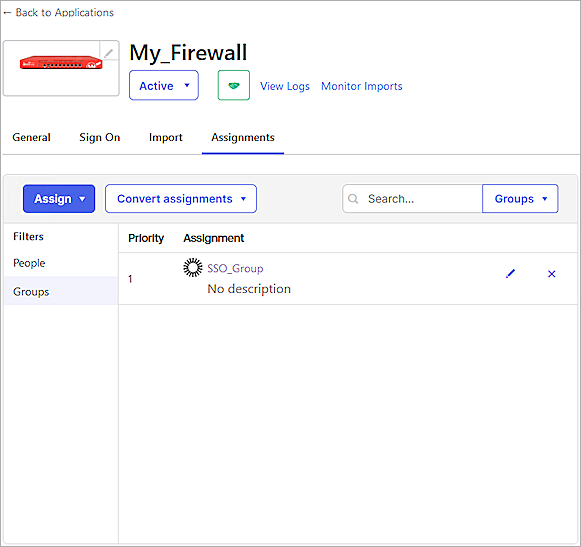 ← Back to Applications
My_Firewall
Active
View Logs
Monitor Imports
General
Sign On
Import
Assignments
Assign
Convert assignments
Search...
Groups
Filters
Priority
Assignment
People
Groups
1
SSO_Group
No description